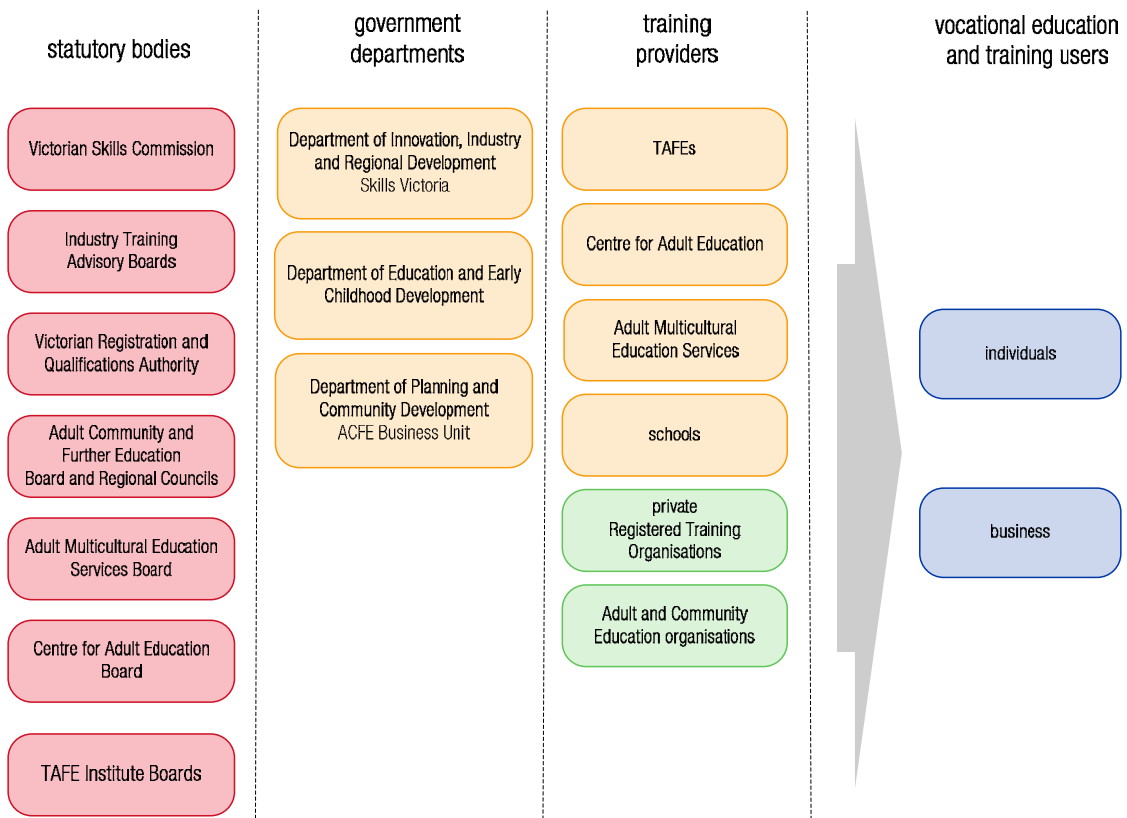 statutory bodies
government
departments
training
providers
vocational education
and training users
Victorian Skills Commission
Industry Training
Advisory Boards
Victorian Registration and
Qualifications Authority
Adult Community and
Further Education
Board and Regional Councils
Adult Multicultural Education
Services Board
Centre for Adult Education
Board
TAFE Institute Boards
Department of Innovation, Industry
and Regional Development
Skills Victoria
Department of Education and Early
Childhood Development
Department of Planning and
Community Development
ACFE Business Unit
TAFEs
Centre for Adult Education
Adult Multicultural
Education Services
schools
private
Registered Training
Organisations
Adult and Community
Education organisations
individuals
business